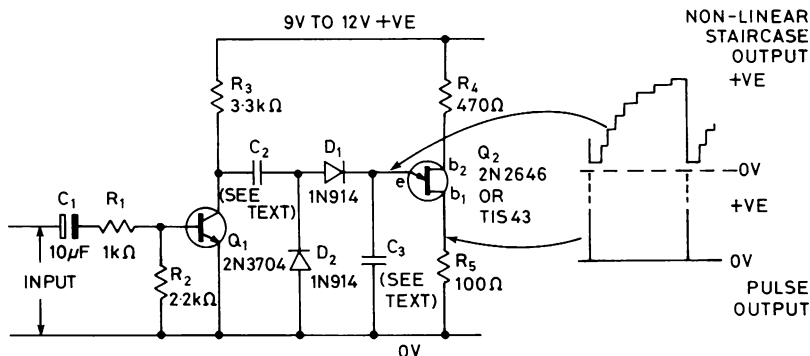 9V TO 12V +VE
NON-LINEAR
STAIRCASE
OUTPUT
+VE
R3
3·3kΩ
R4
470Ω
C2
(SEE
TEXT)
D1
1N914
e
b2
b1
Q2
2N2646
OR
TIS43
0V
+VE
C1
10µF
R1
1kΩ
Q1
2N3704
D2
1N914
C3
(SEE
TEXT)
R5
100Ω
INPUT
R2
2·2kΩ
0V
0V
PULSE
OUTPUT